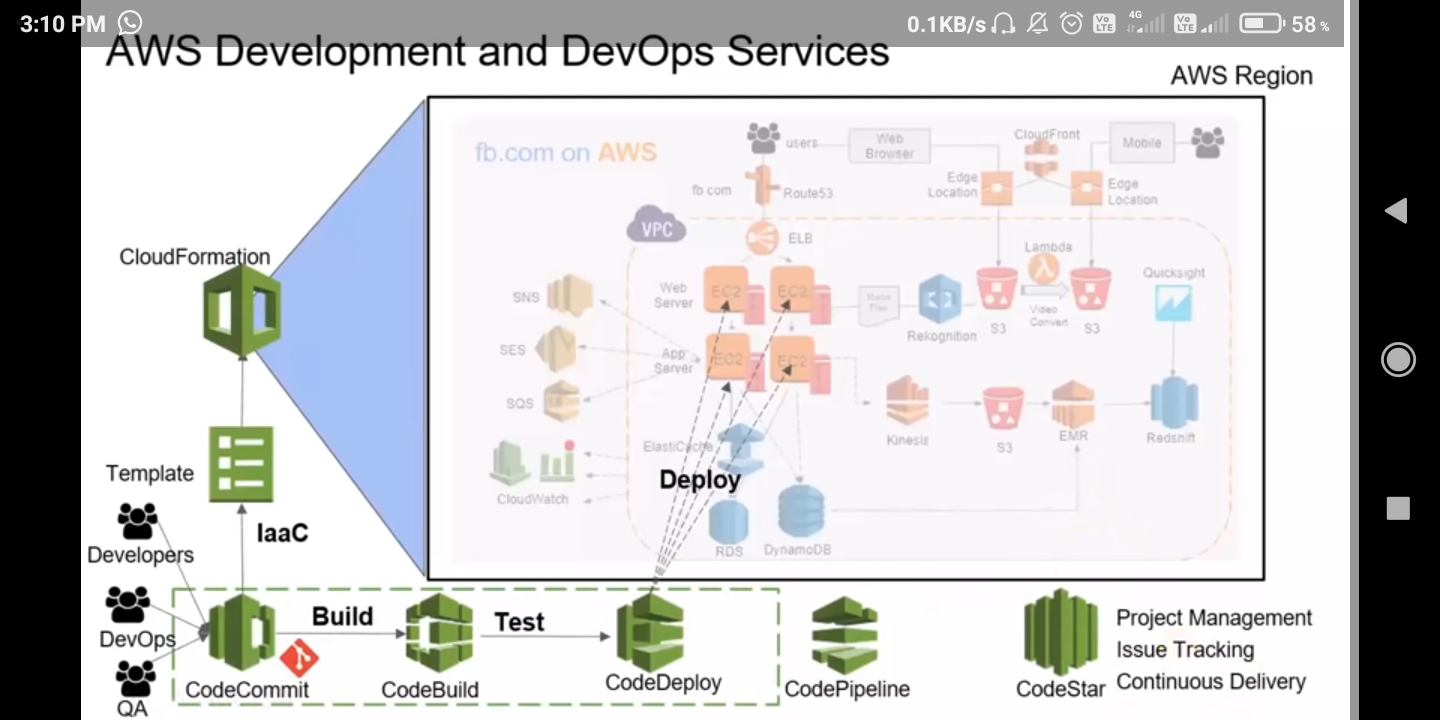 3:10 PM
0.1KB/s
4G
Vo LTE
Vo LTE
58 %
AWS Development and DevOps Services
AWS Region
fb.com on AWS
users
Web
Browser
CloudFront
Mobile
fb com
Route53
Edge
Location
Edge
Location
VPC
ELB
Lambda
Quicksight
SNS
Web
Server
EC2
EC2
Media
Files
Rekognition
S3
Video
Convert
S3
SES
App
Server
EC2
EC2
SQS
Kinesis
S3
EMR
Redshift
ElastiCache
CloudWatch
Deploy
RDS
DynamoDB
CloudFormation
Template
IaaC
Developers
DevOps
QA
Build
Test
CodeCommit
CodeBuild
CodeDeploy
CodePipeline
CodeStar
Project Management
Issue Tracking
Continuous Delivery